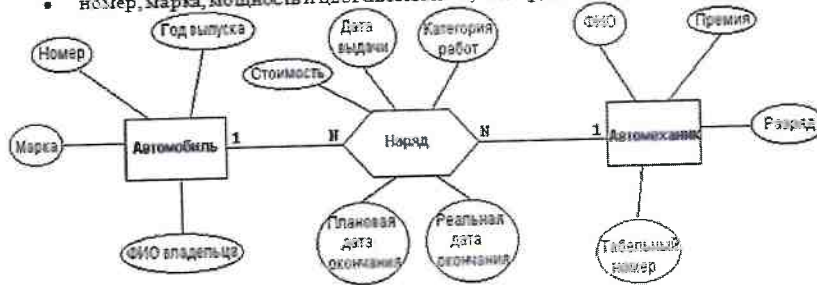 номер, марка, мощность и цвет
Год выпуска
Номер
Марка
Автомобиль
ФИО владельца
1
N
Стоимость
Дата
выдачи
Категория
работ
Наряд
Плановая
дата
окончания
Реальная
дата
окончания
N
1
ФИО
Премия
Автомеханик
Разряд
Табельный
номер